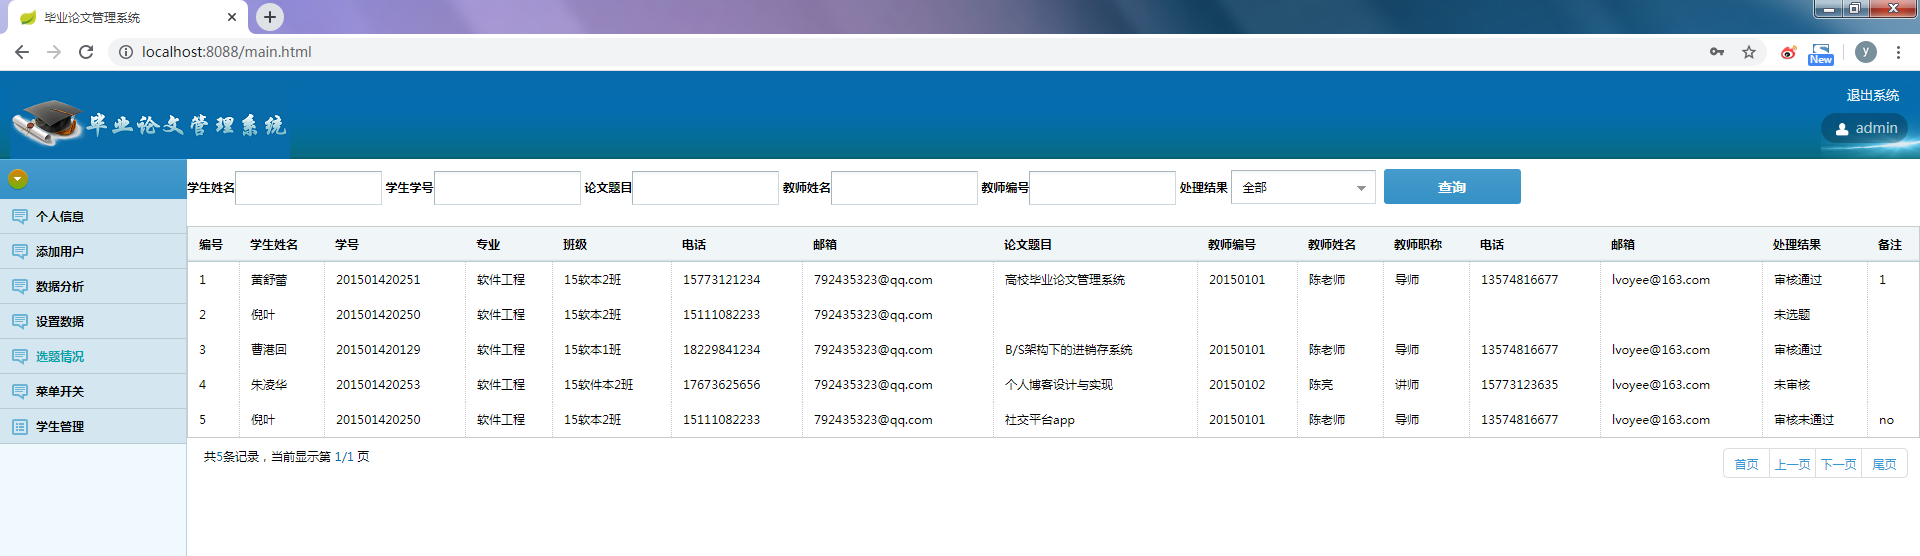 毕业论文管理系统
localhost:8088/main.html
New
y
退出系统
毕业论文管理系统
admin
学生姓名 学生学号 论文题目 教师姓名 教师编号 处理结果 全部 查询
个人信息
添加用户
数据分析
设置数据
选题情况
菜单开关
学生管理
编号 学生姓名 学号 专业 班级 电话 邮箱 论文题目 教师编号 教师姓名 教师职称 电话 邮箱 处理结果 备注
1 黄舒蕾 201501420251 软件工程 15软本2班 15773121234 792435323@qq.com 高校毕业论文管理系统 20150101 陈老师 导师 13574816677 lvoyee@163.com 审核通过 1
2 倪叶 201501420250 软件工程 15软本2班 15111082233 792435323@qq.com 未选题
3 曹港回 201501420129 软件工程 15软本1班 18229841234 792435323@qq.com B/S架构下的进销存系统 20150101 陈老师 导师 13574816677 lvoyee@163.com 审核通过
4 朱凌华 201501420253 软件工程 15软件本2班 17673625656 792435323@qq.com 个人博客设计与实现 20150102 陈亮 讲师 15773123635 lvoyee@163.com 未审核
5 倪叶 201501420250 软件工程 15软本2班 15111082233 792435323@qq.com 社交平台app 20150101 陈老师 导师 13574816677 lvoyee@163.com 审核未通过 no
共5条记录，当前显示第 1/1 页
首页 上一页 下一页 尾页